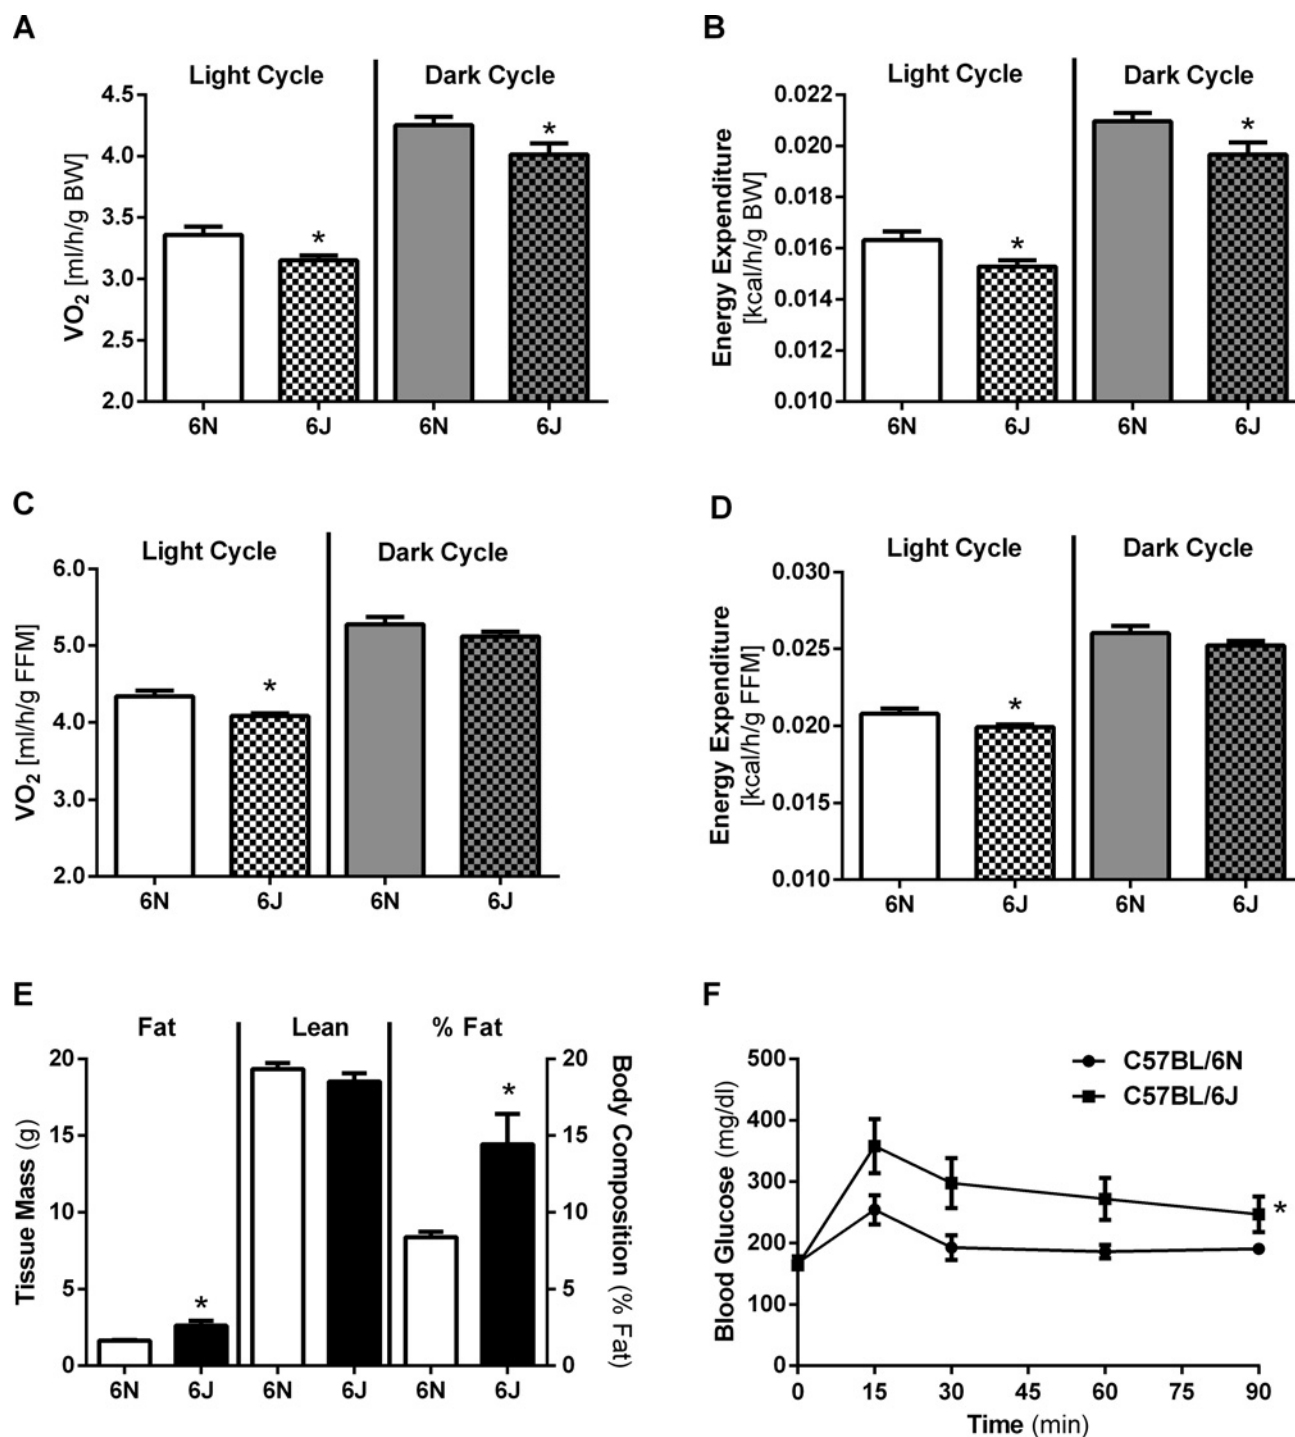 A
Light Cycle Dark Cycle
VO2 [ml/h/g BW]
4.5
4.0
3.5
3.0
2.5
2.0
*
*
6N 6J 6N 6J
B
Light Cycle Dark Cycle
Energy Expenditure
[kcal/h/g BW]
0.022
0.020
0.018
0.016
0.014
0.012
0.010
*
*
6N 6J 6N 6J
C
Light Cycle Dark Cycle
VO2 [ml/h/g FFM]
6.0
5.0
4.0
3.0
2.0
*
6N 6J 6N 6J
D
Light Cycle Dark Cycle
Energy Expenditure
[kcal/h/g FFM]
0.030
0.025
0.020
0.015
0.010
*
6N 6J 6N 6J
E
Fat Lean % Fat
Tissue Mass (g)
20
15
10
5
0
*
*
20
15
10
5
0
Body Composition (% Fat)
6N 6J 6N 6J 6N 6J
F
C57BL/6N
C57BL/6J
Blood Glucose (mg/dl)
500
400
300
200
100
0
*
0 15 30 45 60 75 90
Time (min)